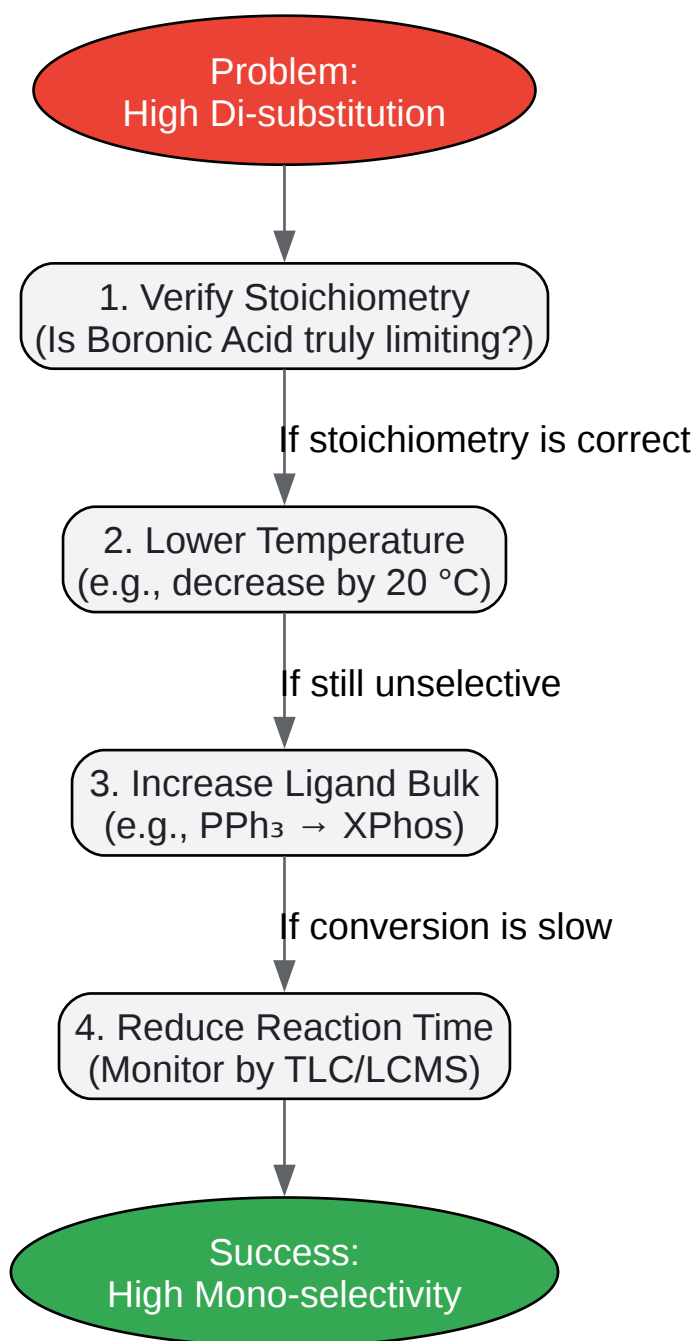 Problem:
High Di-substitution
1. Verify Stoichiometry
(Is Boronic Acid truly limiting?)
If stoichiometry is correct
2. Lower Temperature
(e.g., decrease by 20 °C)
If still unselective
3. Increase Ligand Bulk
(e.g., PPh₃ → XPhos)
If conversion is slow
4. Reduce Reaction Time
(Monitor by TLC/LCMS)
Success:
High Mono-selectivity